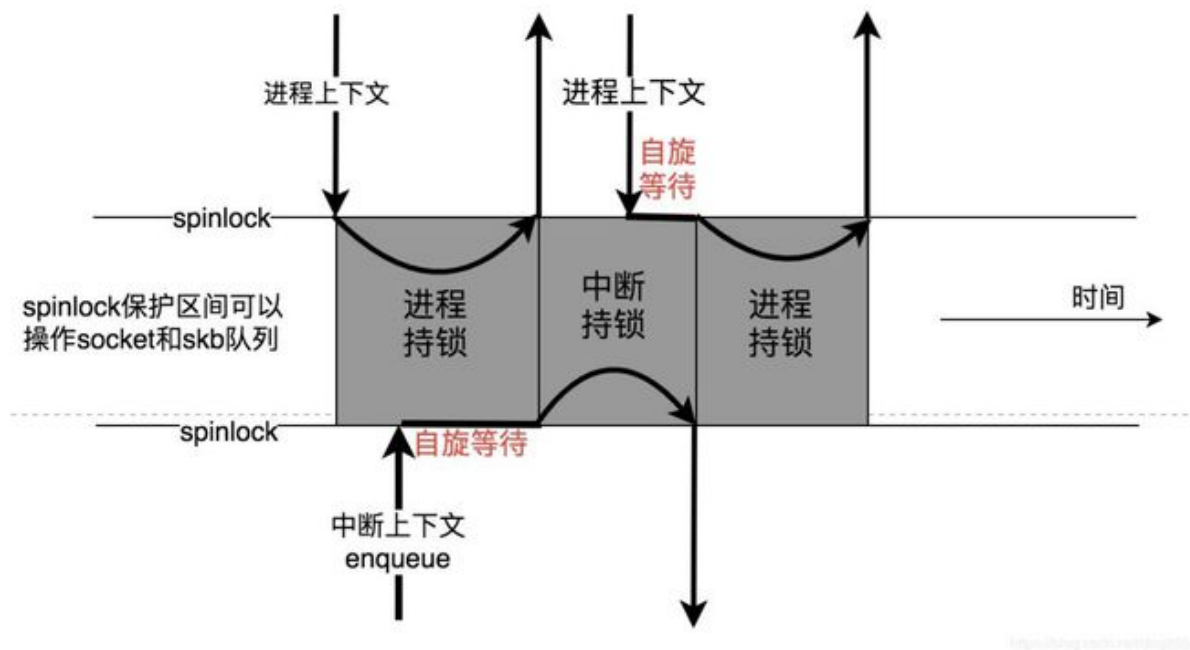 进程上下文
进程上下文
自旋
等待
spinlock
spinlock保护区间可以
操作socket和skb队列
进程
持锁
中断
持锁
进程
持锁
时间
spinlock
自旋等待
中断上下文
enqueue